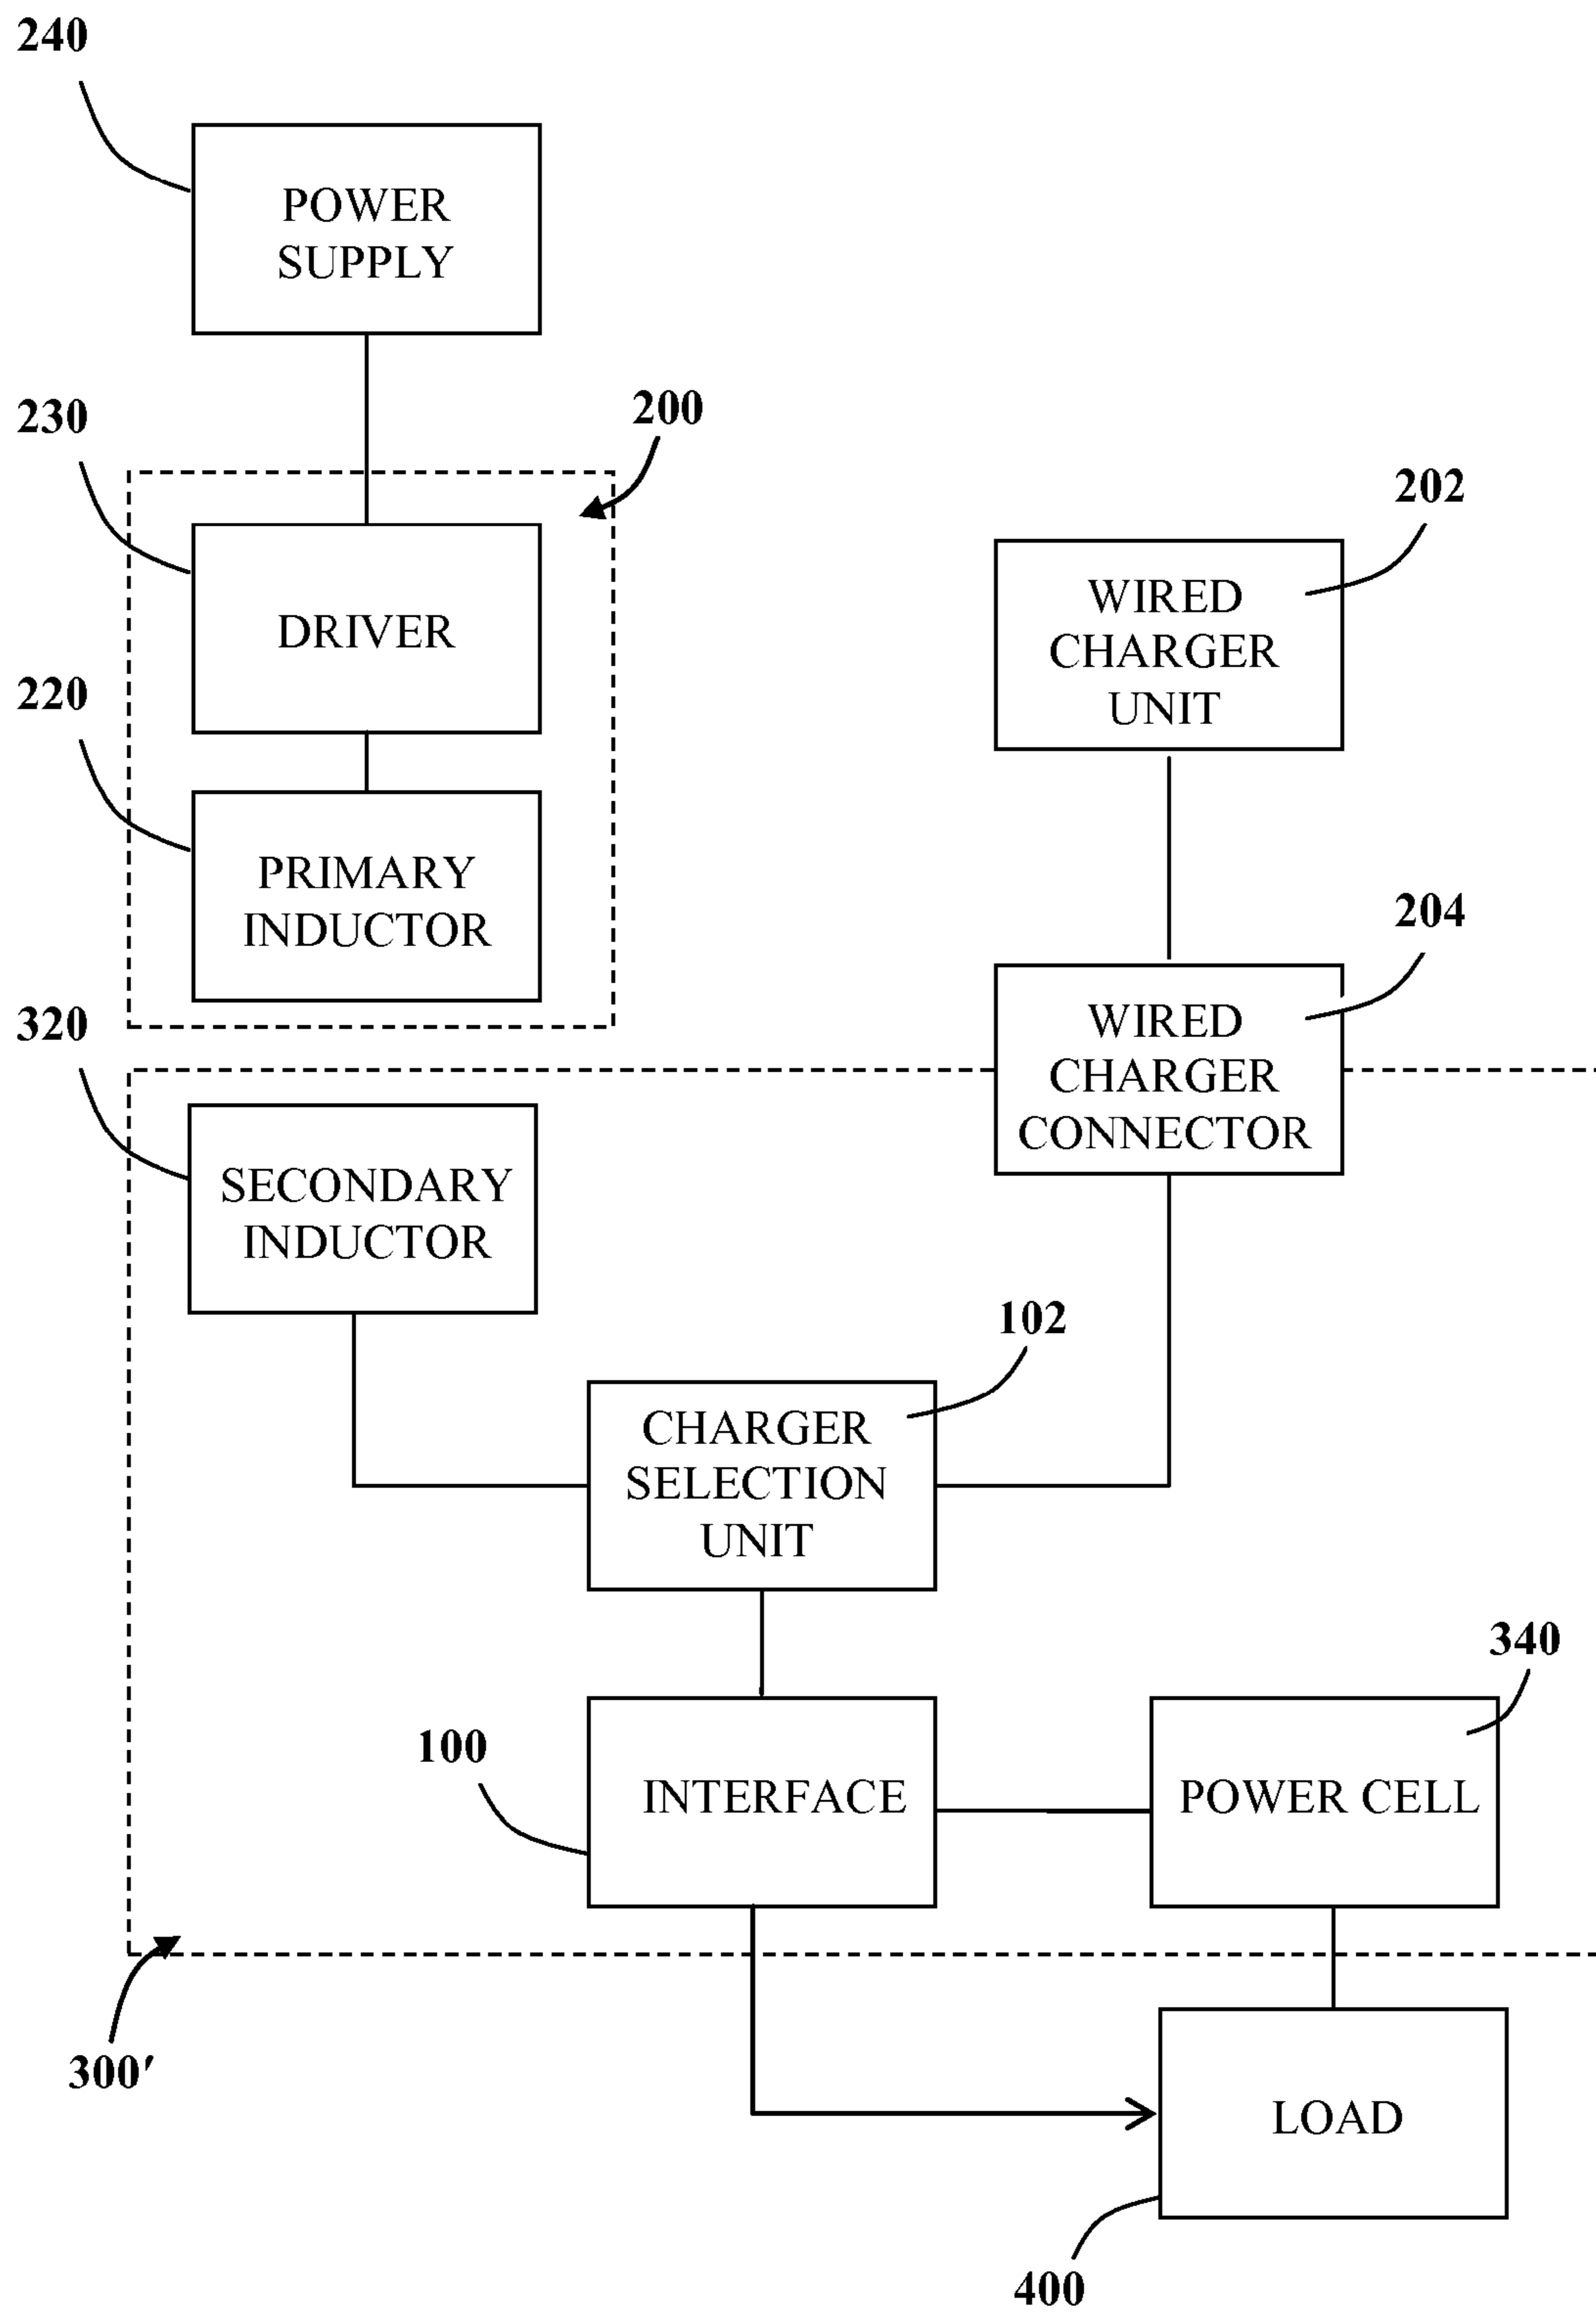 240
POWER
SUPPLY
230
200
DRIVER
202
WIRED
CHARGER
UNIT
220
PRIMARY
INDUCTOR
204
WIRED
CHARGER
CONNECTOR
320
SECONDARY
INDUCTOR
102
CHARGER
SELECTION
UNIT
340
100
INTERFACE
POWER CELL
300′
LOAD
400